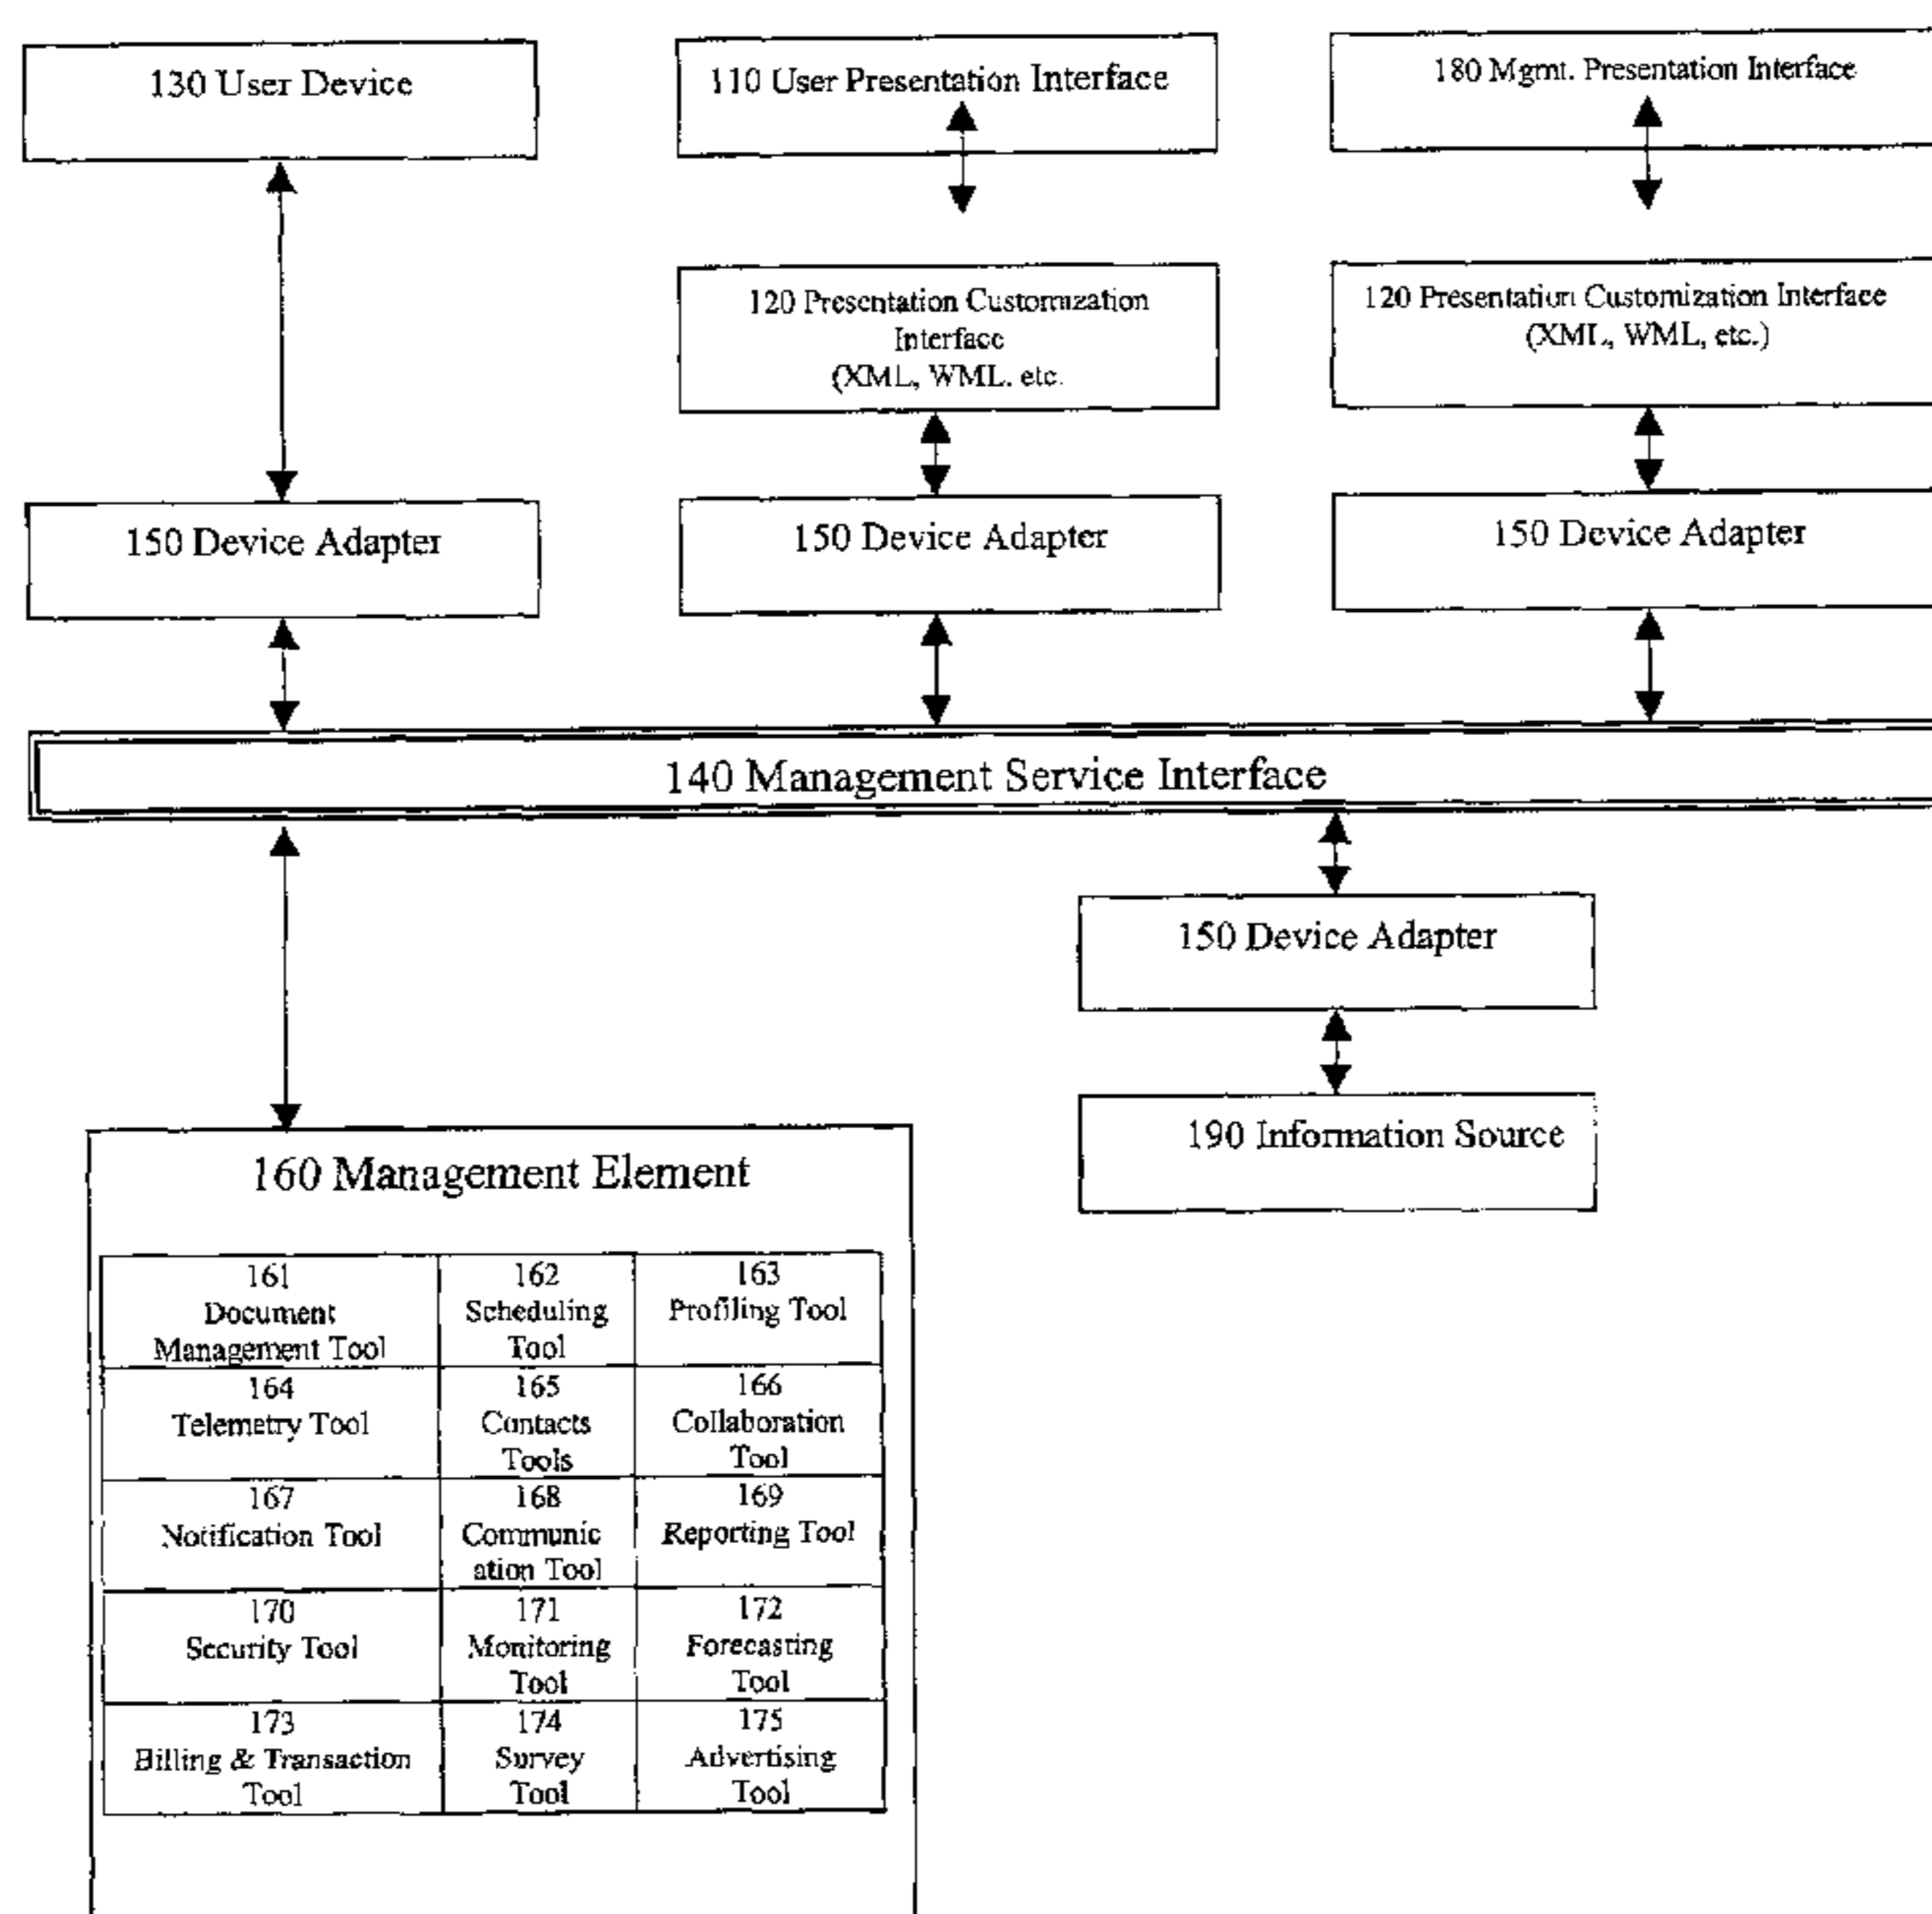 130 User Device
110 User Presentation Interface
180 Mgmt. Presentation Interface
120 Presentation Customization
Interface
(XML, WML. etc.
120 Presentation Customization Interface
(XML, WML, etc.)
150 Device Adapter
150 Device Adapter
150 Device Adapter
140 Management Service Interface
150 Device Adapter
190 Information Source
160 Management Element
161
Document
Management Tool
162
Scheduling
Tool
163
Profiling Tool
164
Telemetry Tool
165
Contacts
Tools
166
Collaboration
Tool
167
Notification Tool
168
Communic
ation Tool
169
Reporting Tool
170
Security Tool
171
Monitoring
Tool
172
Forecasting
Tool
173
Billing & Transaction
Tool
174
Survey
Tool
175
Advertising
Tool